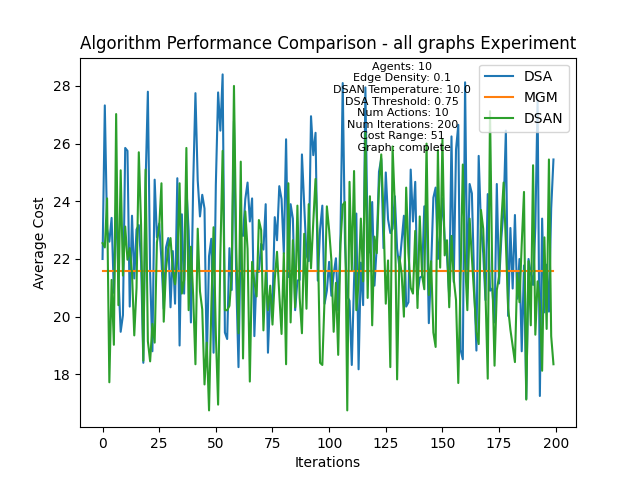 Algorithm Performance Comparison - all graphs Experiment
Agents: 10
Edge Density: 0.1
DSAN Temperature: 10.0
DSA Threshold: 0.75
Num Actions: 10
Num Iterations: 200
Cost Range: 51
Graph: complete
DSA
MGM
DSAN
Average Cost
28
26
24
22
20
18
0
25
50
75
100
125
150
175
200
Iterations